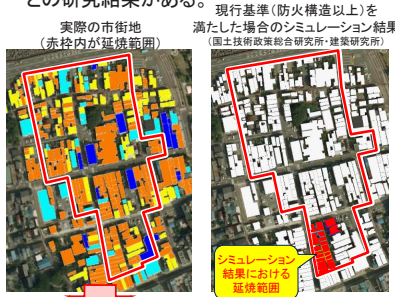 との研究結果がある。
実際の市街地
(赤枠内が延焼範囲)
現行基準(防火構造以上)を
満たした場合のシミュレーション結果
(国土技術政策総合研究所・建築研究所)
シミュレーション
結果における
延焼範囲